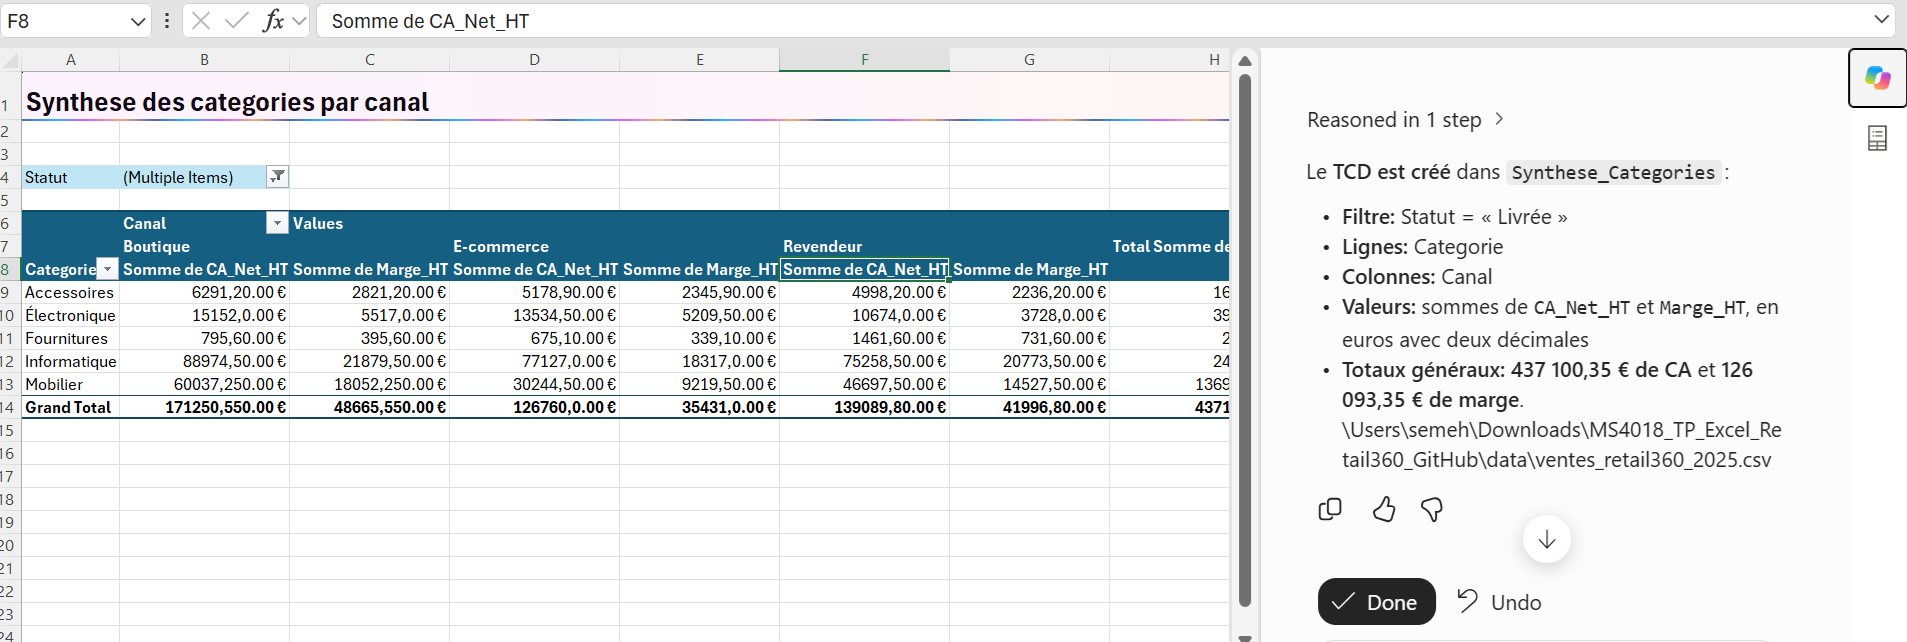 F8
fx
Somme de CA_Net_HT
A B C D E F G H
1 Synthese des categories par canal
2
3
4 Statut (Multiple Items)
5
6 Canal Values
7 Boutique E-commerce Revendeur Total Somme de
8 Categorie Somme de CA_Net_HT Somme de Marge_HT Somme de CA_Net_HT Somme de Marge_HT Somme de CA_Net_HT Somme de Marge_HT
9 Accessoires 6291,20.00 € 2821,20.00 € 5178,90.00 € 2345,90.00 € 4998,20.00 € 2236,20.00 € 16
10 Électronique 15152,0.00 € 5517,0.00 € 13534,50.00 € 5209,50.00 € 10674,0.00 € 3728,0.00 € 39
11 Fournitures 795,60.00 € 395,60.00 € 675,10.00 € 339,10.00 € 1461,60.00 € 731,60.00 € 2
12 Informatique 88974,50.00 € 21879,50.00 € 77127,0.00 € 18317,0.00 € 75258,50.00 € 20773,50.00 € 24
13 Mobilier 60037,250.00 € 18052,250.00 € 30244,50.00 € 9219,50.00 € 46697,50.00 € 14527,50.00 € 1369
14 Grand Total 171250,550.00 € 48665,550.00 € 126760,0.00 € 35431,0.00 € 139089,80.00 € 41996,80.00 € 4371
15
16
17
18
19
20
21
22
23
24
Reasoned in 1 step
Le TCD est créé dans Synthese_Categories :
• Filtre: Statut = « Livrée »
• Lignes: Categorie
• Colonnes: Canal
• Valeurs: sommes de CA_Net_HT et Marge_HT, en
euros avec deux décimales
• Totaux généraux: 437 100,35 € de CA et 126
093,35 € de marge.
\Users\semeh\Downloads\MS4018_TP_Excel_Re
tail360_GitHub\data\ventes_retail360_2025.csv
Done
Undo